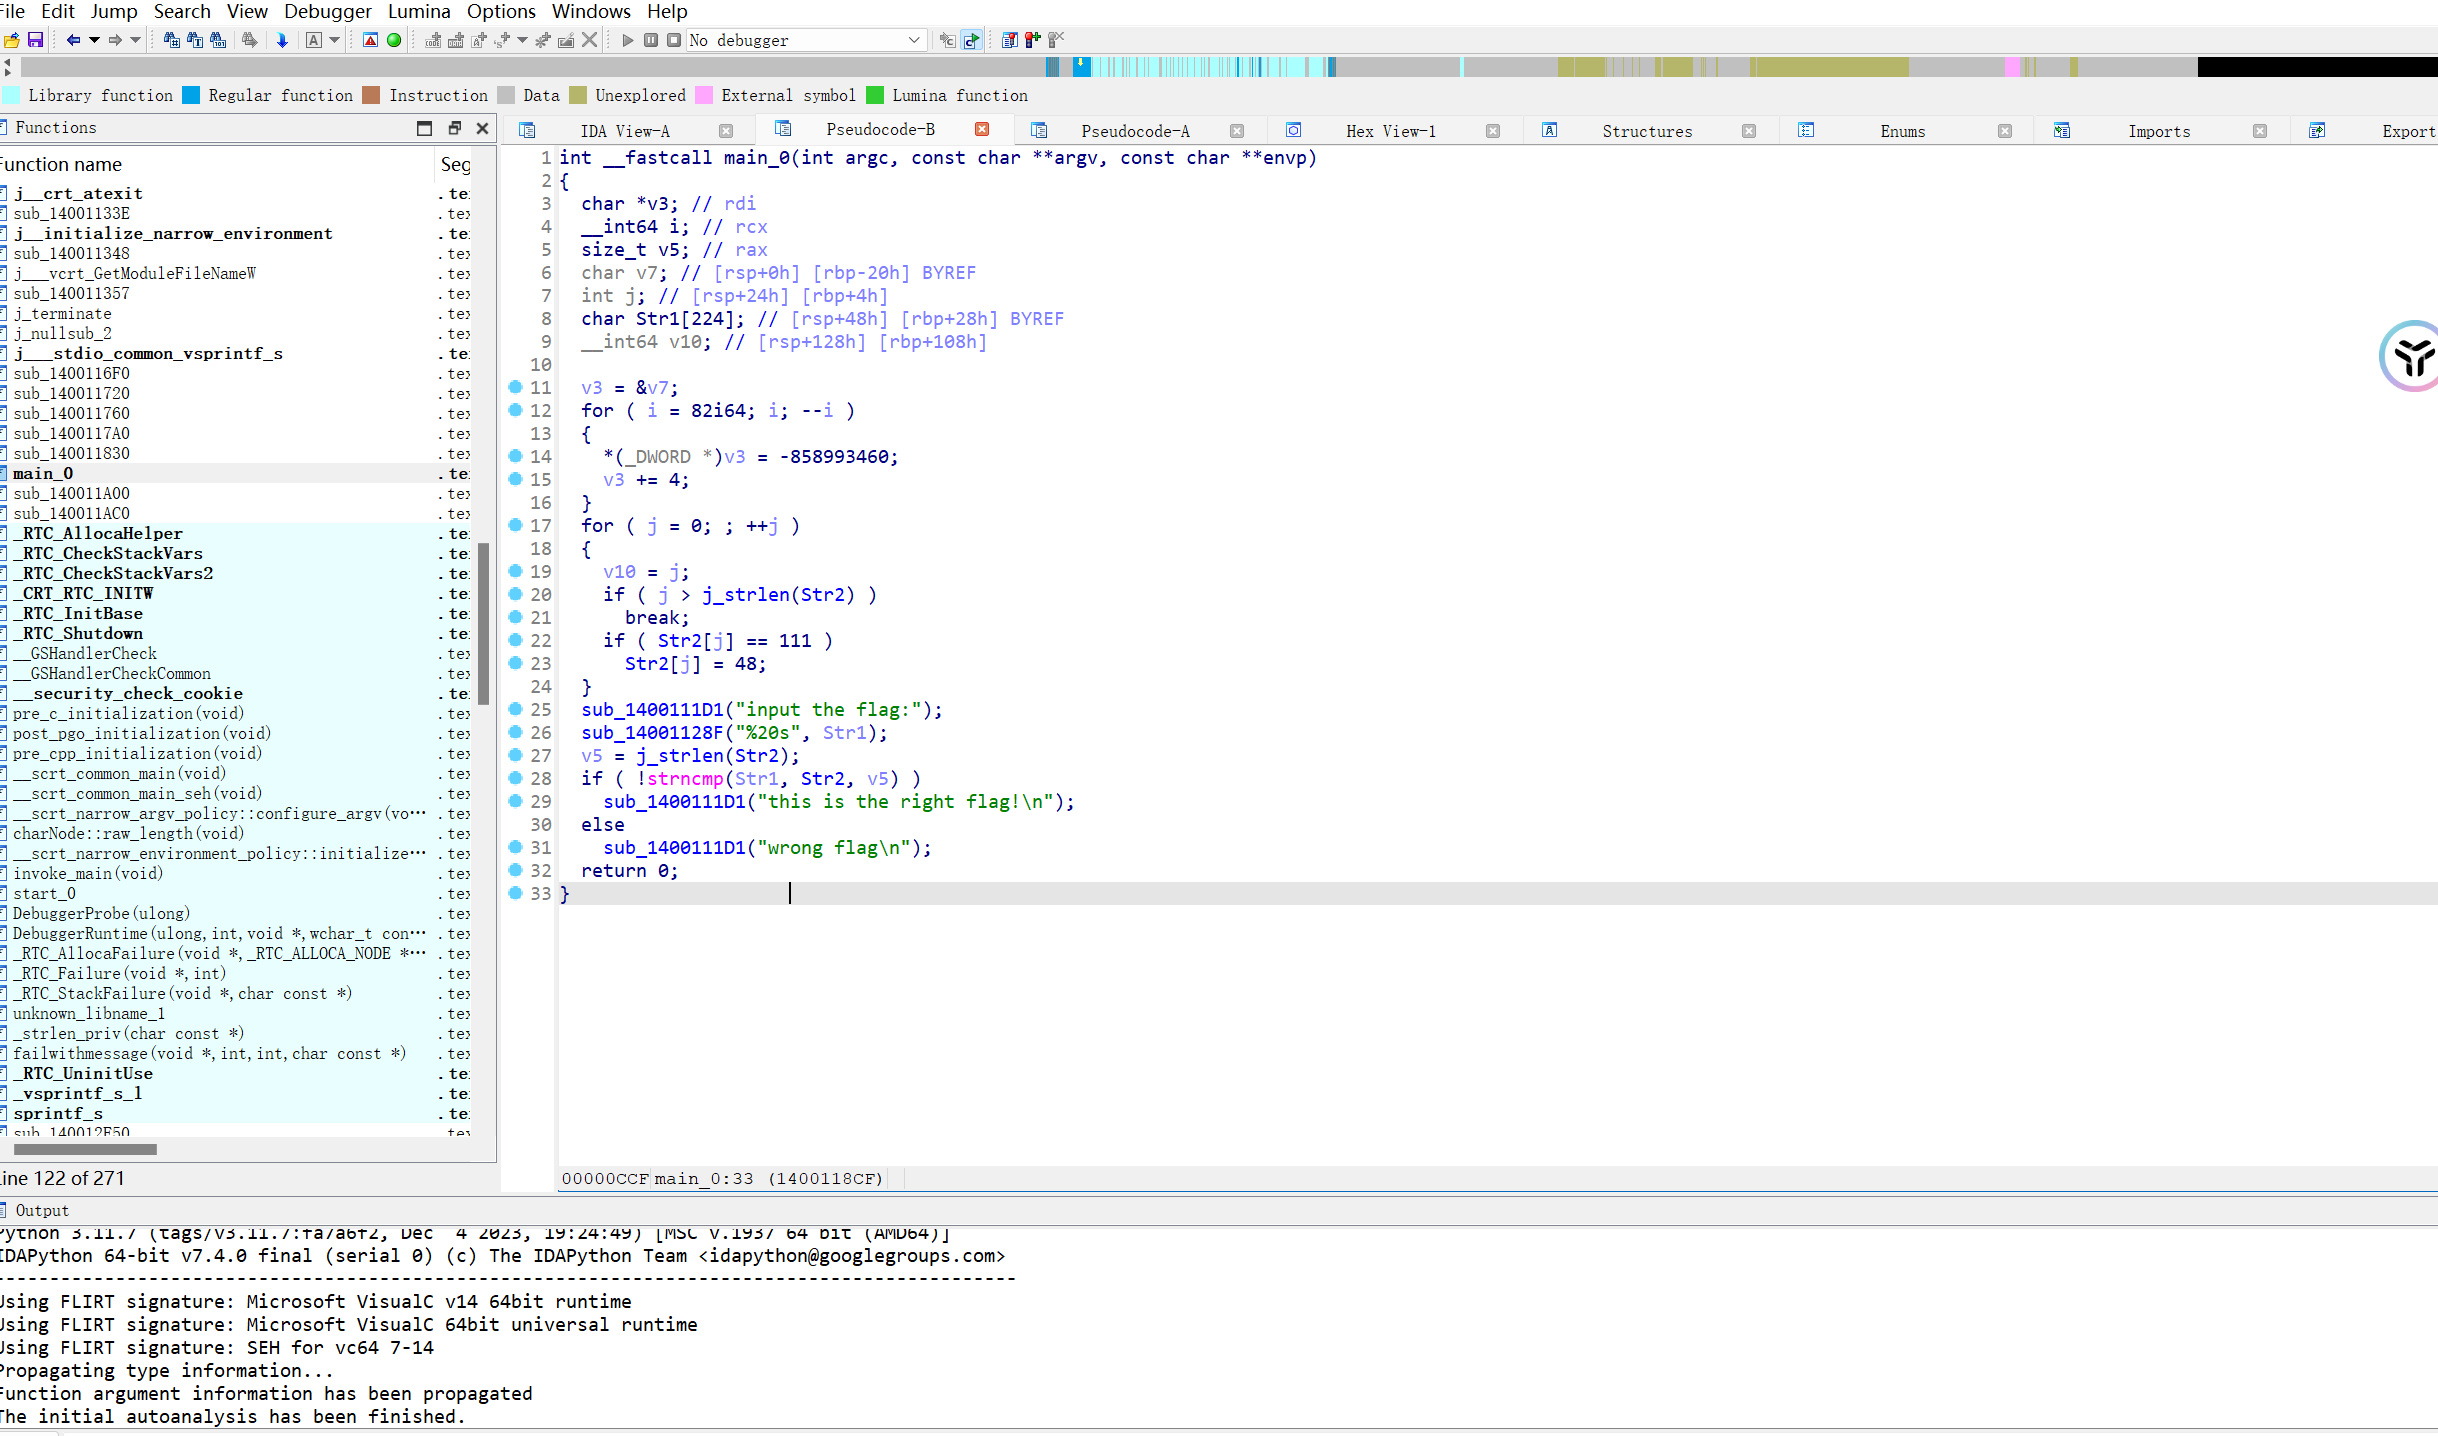 File Edit Jump Search View Debugger Lumina Options Windows Help
No debugger
Library function Regular function Instruction Data Unexplored External symbol Lumina function
Functions
Function name Seg
j__crt_atexit .te
sub_14001133E .te
j__initialize_narrow_environment .te
sub_140011348 .te
j___vcrt_GetModuleFileNameW .te
sub_140011357 .te
j_terminate .te
j_nullsub_2 .te
j___stdio_common_vsprintf_s .te
sub_1400116F0 .te
sub_140011720 .te
sub_140011760 .te
sub_1400117A0 .te
sub_140011830 .te
main_0 .te
sub_140011A00 .te
sub_140011AC0 .te
_RTC_AllocaHelper .te
_RTC_CheckStackVars .te
_RTC_CheckStackVars2 .te
_CRT_RTC_INITW .te
_RTC_InitBase .te
_RTC_Shutdown .te
__GSHandlerCheck .te
__GSHandlerCheckCommon .te
__security_check_cookie .te
pre_c_initialization(void) .te
post_pgo_initialization(void) .te
pre_cpp_initialization(void) .te
__scrt_common_main(void) .te
__scrt_common_main_seh(void) .te
__scrt_narrow_argv_policy::configure_argv(vo… .te
charNode::raw_length(void) .te
__scrt_narrow_environment_policy::initialize… .te
invoke_main(void) .te
start_0 .te
DebuggerProbe(ulong) .te
DebuggerRuntime(ulong,int,void *,wchar_t con… .te
_RTC_AllocaFailure(void *,_RTC_ALLOCA_NODE *… .te
_RTC_Failure(void *,int) .te
_RTC_StackFailure(void *,char const *) .te
unknown_libname_1 .te
_strlen_priv(char const *) .te
failwithmessage(void *,int,int,char const *) .te
_RTC_UninitUse .te
_vsprintf_s_l .te
sprintf_s .te
sub_140012E50 .te
Line 122 of 271
IDA View-A Pseudocode-B Pseudocode-A Hex View-1 Structures Enums Imports Export
1 int __fastcall main_0(int argc, const char **argv, const char **envp)
2 {
3 char *v3; // rdi
4 __int64 i; // rcx
5 size_t v5; // rax
6 char v7; // [rsp+0h] [rbp-20h] BYREF
7 int j; // [rsp+24h] [rbp+4h]
8 char Str1[224]; // [rsp+48h] [rbp+28h] BYREF
9 __int64 v10; // [rsp+128h] [rbp+108h]
10
11 v3 = &v7;
12 for ( i = 82i64; i; --i )
13 {
14 *(_DWORD *)v3 = -858993460;
15 v3 += 4;
16 }
17 for ( j = 0; ; ++j )
18 {
19 v10 = j;
20 if ( j > j_strlen(Str2) )
21 break;
22 if ( Str2[j] == 111 )
23 Str2[j] = 48;
24 }
25 sub_1400111D1("input the flag:");
26 sub_14001128F("%20s", Str1);
27 v5 = j_strlen(Str2);
28 if ( !strncmp(Str1, Str2, v5) )
29 sub_1400111D1("this is the right flag!\n");
30 else
31 sub_1400111D1("wrong flag\n");
32 return 0;
33 }
00000CCF main_0:33 (1400118CF)
Output
Python 3.11.7 (tags/v3.11.7:fa7a6f2, Dec 4 2023, 19:24:49) [MSC v.1937 64 bit (AMD64)]
IDAPython 64-bit v7.4.0 final (serial 0) (c) The IDAPython Team <idapython@googlegroups.com>
---------------------------------------------------------------------------------------------
Using FLIRT signature: Microsoft VisualC v14 64bit runtime
Using FLIRT signature: Microsoft VisualC 64bit universal runtime
Using FLIRT signature: SEH for vc64 7-14
Propagating type information...
Function argument information has been propagated
The initial autoanalysis has been finished.